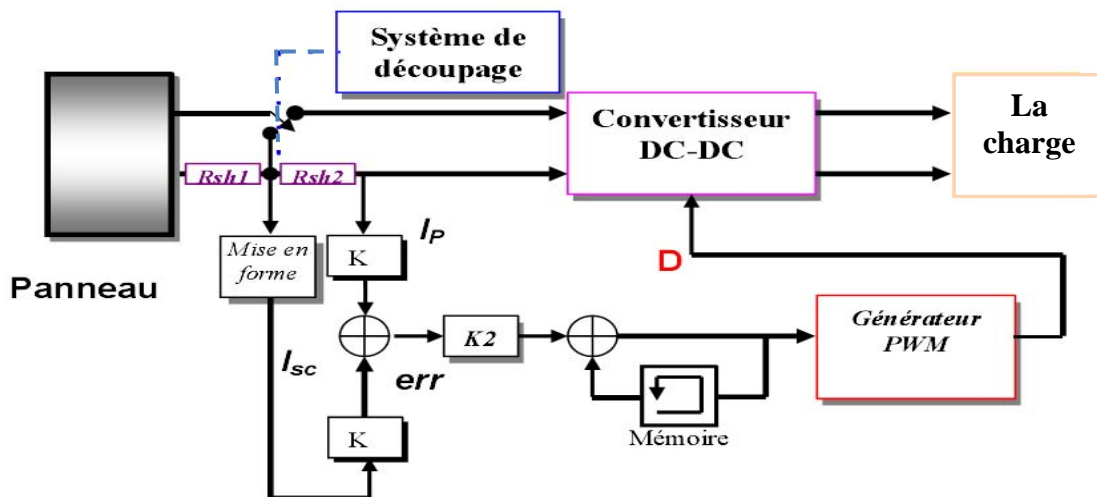 Système de
découpage
Convertisseur
DC-DC
La
charge
Rsh1
Rsh2
Panneau
Mise en
forme
IP
K
D
Isc
err
K2
Générateur
PWM
Mémoire
K